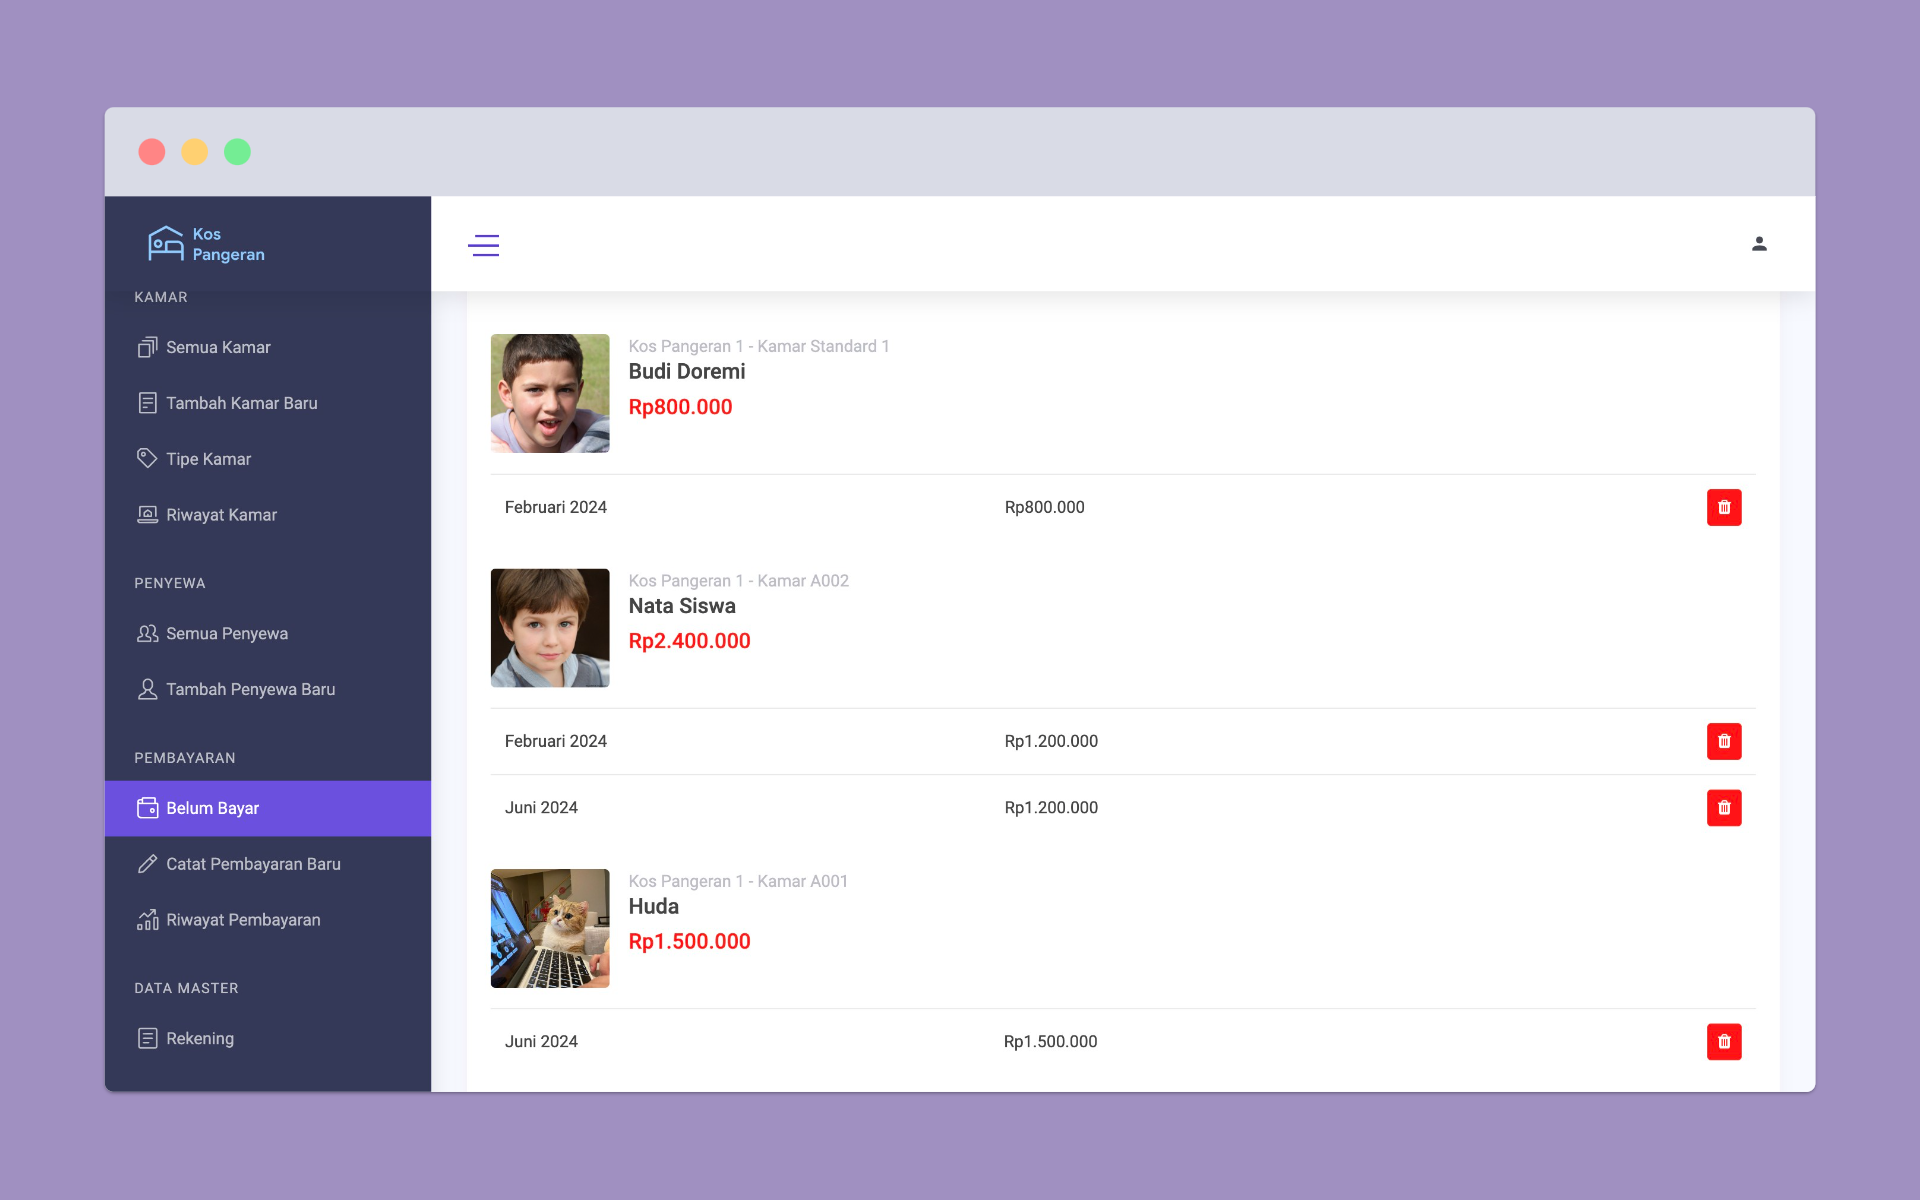 Kos
Pangeran
KAMAR
Semua Kamar
Tambah Kamar Baru
Tipe Kamar
Riwayat Kamar
PENYEWA
Semua Penyewa
Tambah Penyewa Baru
PEMBAYARAN
Belum Bayar
Catat Pembayaran Baru
Riwayat Pembayaran
DATA MASTER
Rekening
Kos Pangeran 1 - Kamar Standard 1
Budi Doremi
Rp800.000
Februari 2024 Rp800.000
Kos Pangeran 1 - Kamar A002
Nata Siswa
Rp2.400.000
Februari 2024 Rp1.200.000
Juni 2024 Rp1.200.000
Kos Pangeran 1 - Kamar A001
Huda
Rp1.500.000
Juni 2024 Rp1.500.000